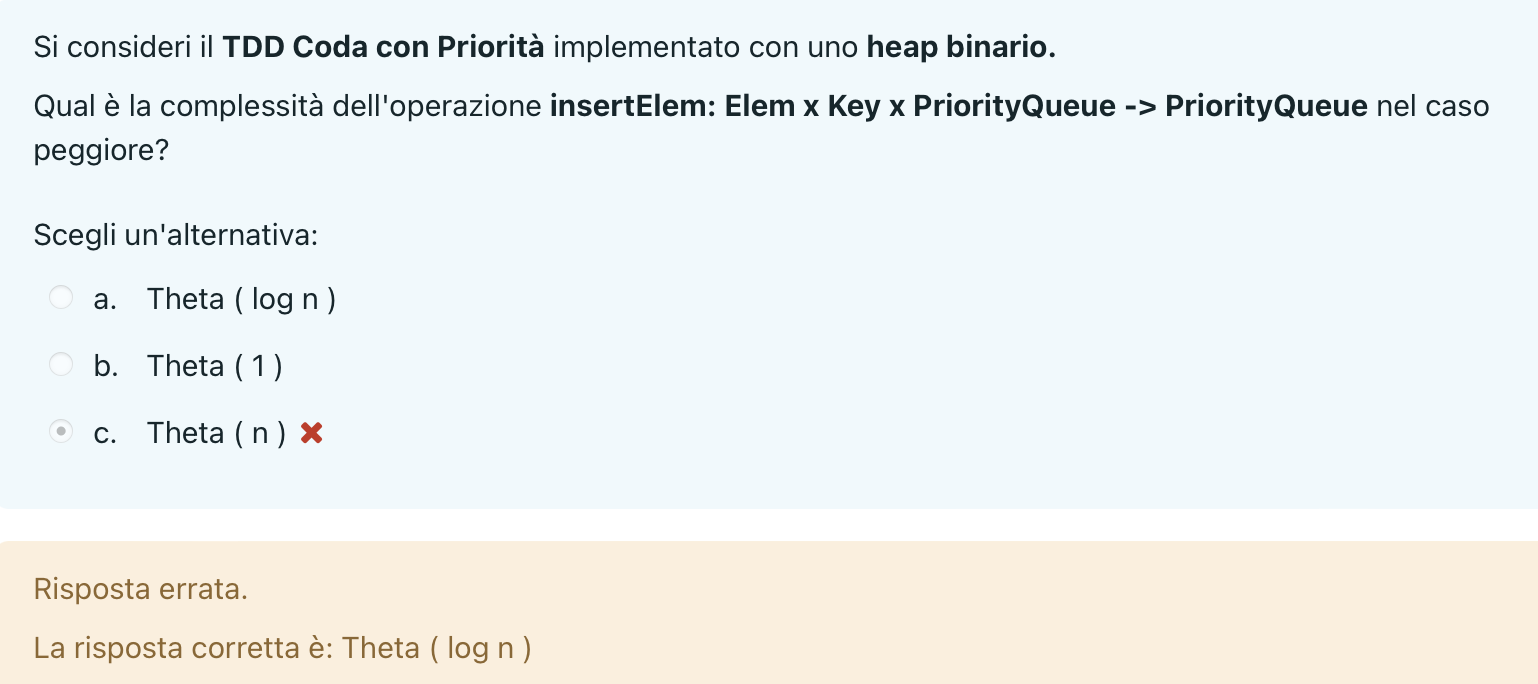 Si consideri il TDD Coda con Priorità implementato con uno heap binario.
Qual è la complessità dell'operazione insertElem: Elem x Key x PriorityQueue -> PriorityQueue nel caso
peggiore?
Scegli un'alternativa:
a. Theta ( log n )
b. Theta ( 1 )
c. Theta ( n ) ✖
Risposta errata.
La risposta corretta è: Theta ( log n )